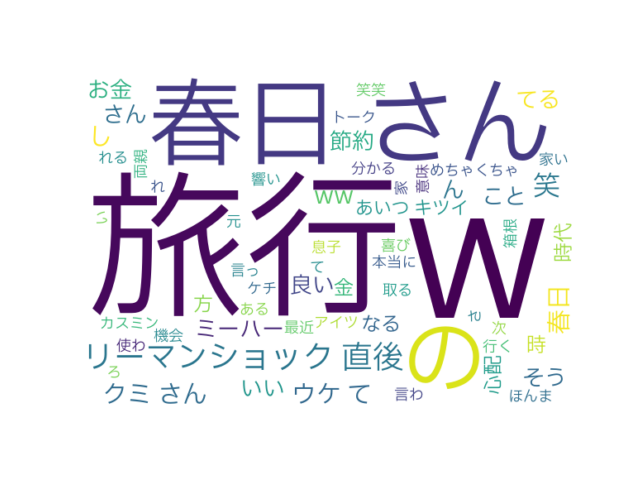 お金
さん
し
れる
両親
れ
春日さん
笑笑
トーク
節約
てる
分かる
意味
めちゃくちゃ
家い
笑
響い
ww
あいつ
キツイ
家
ん
こと
箱根
時代
旅行
w
の
元
息子
喜び
言っ
て
本当に
ケチ
良い
金
取る
方
ある
春日
カスミン
ミーハー
最近
アイツ
なる
次
機会
使わ
リーマンショック
直後
心配
行く
時
ろ
クミ
さん
いい
ウケ
て
言わ
そう
ほんま